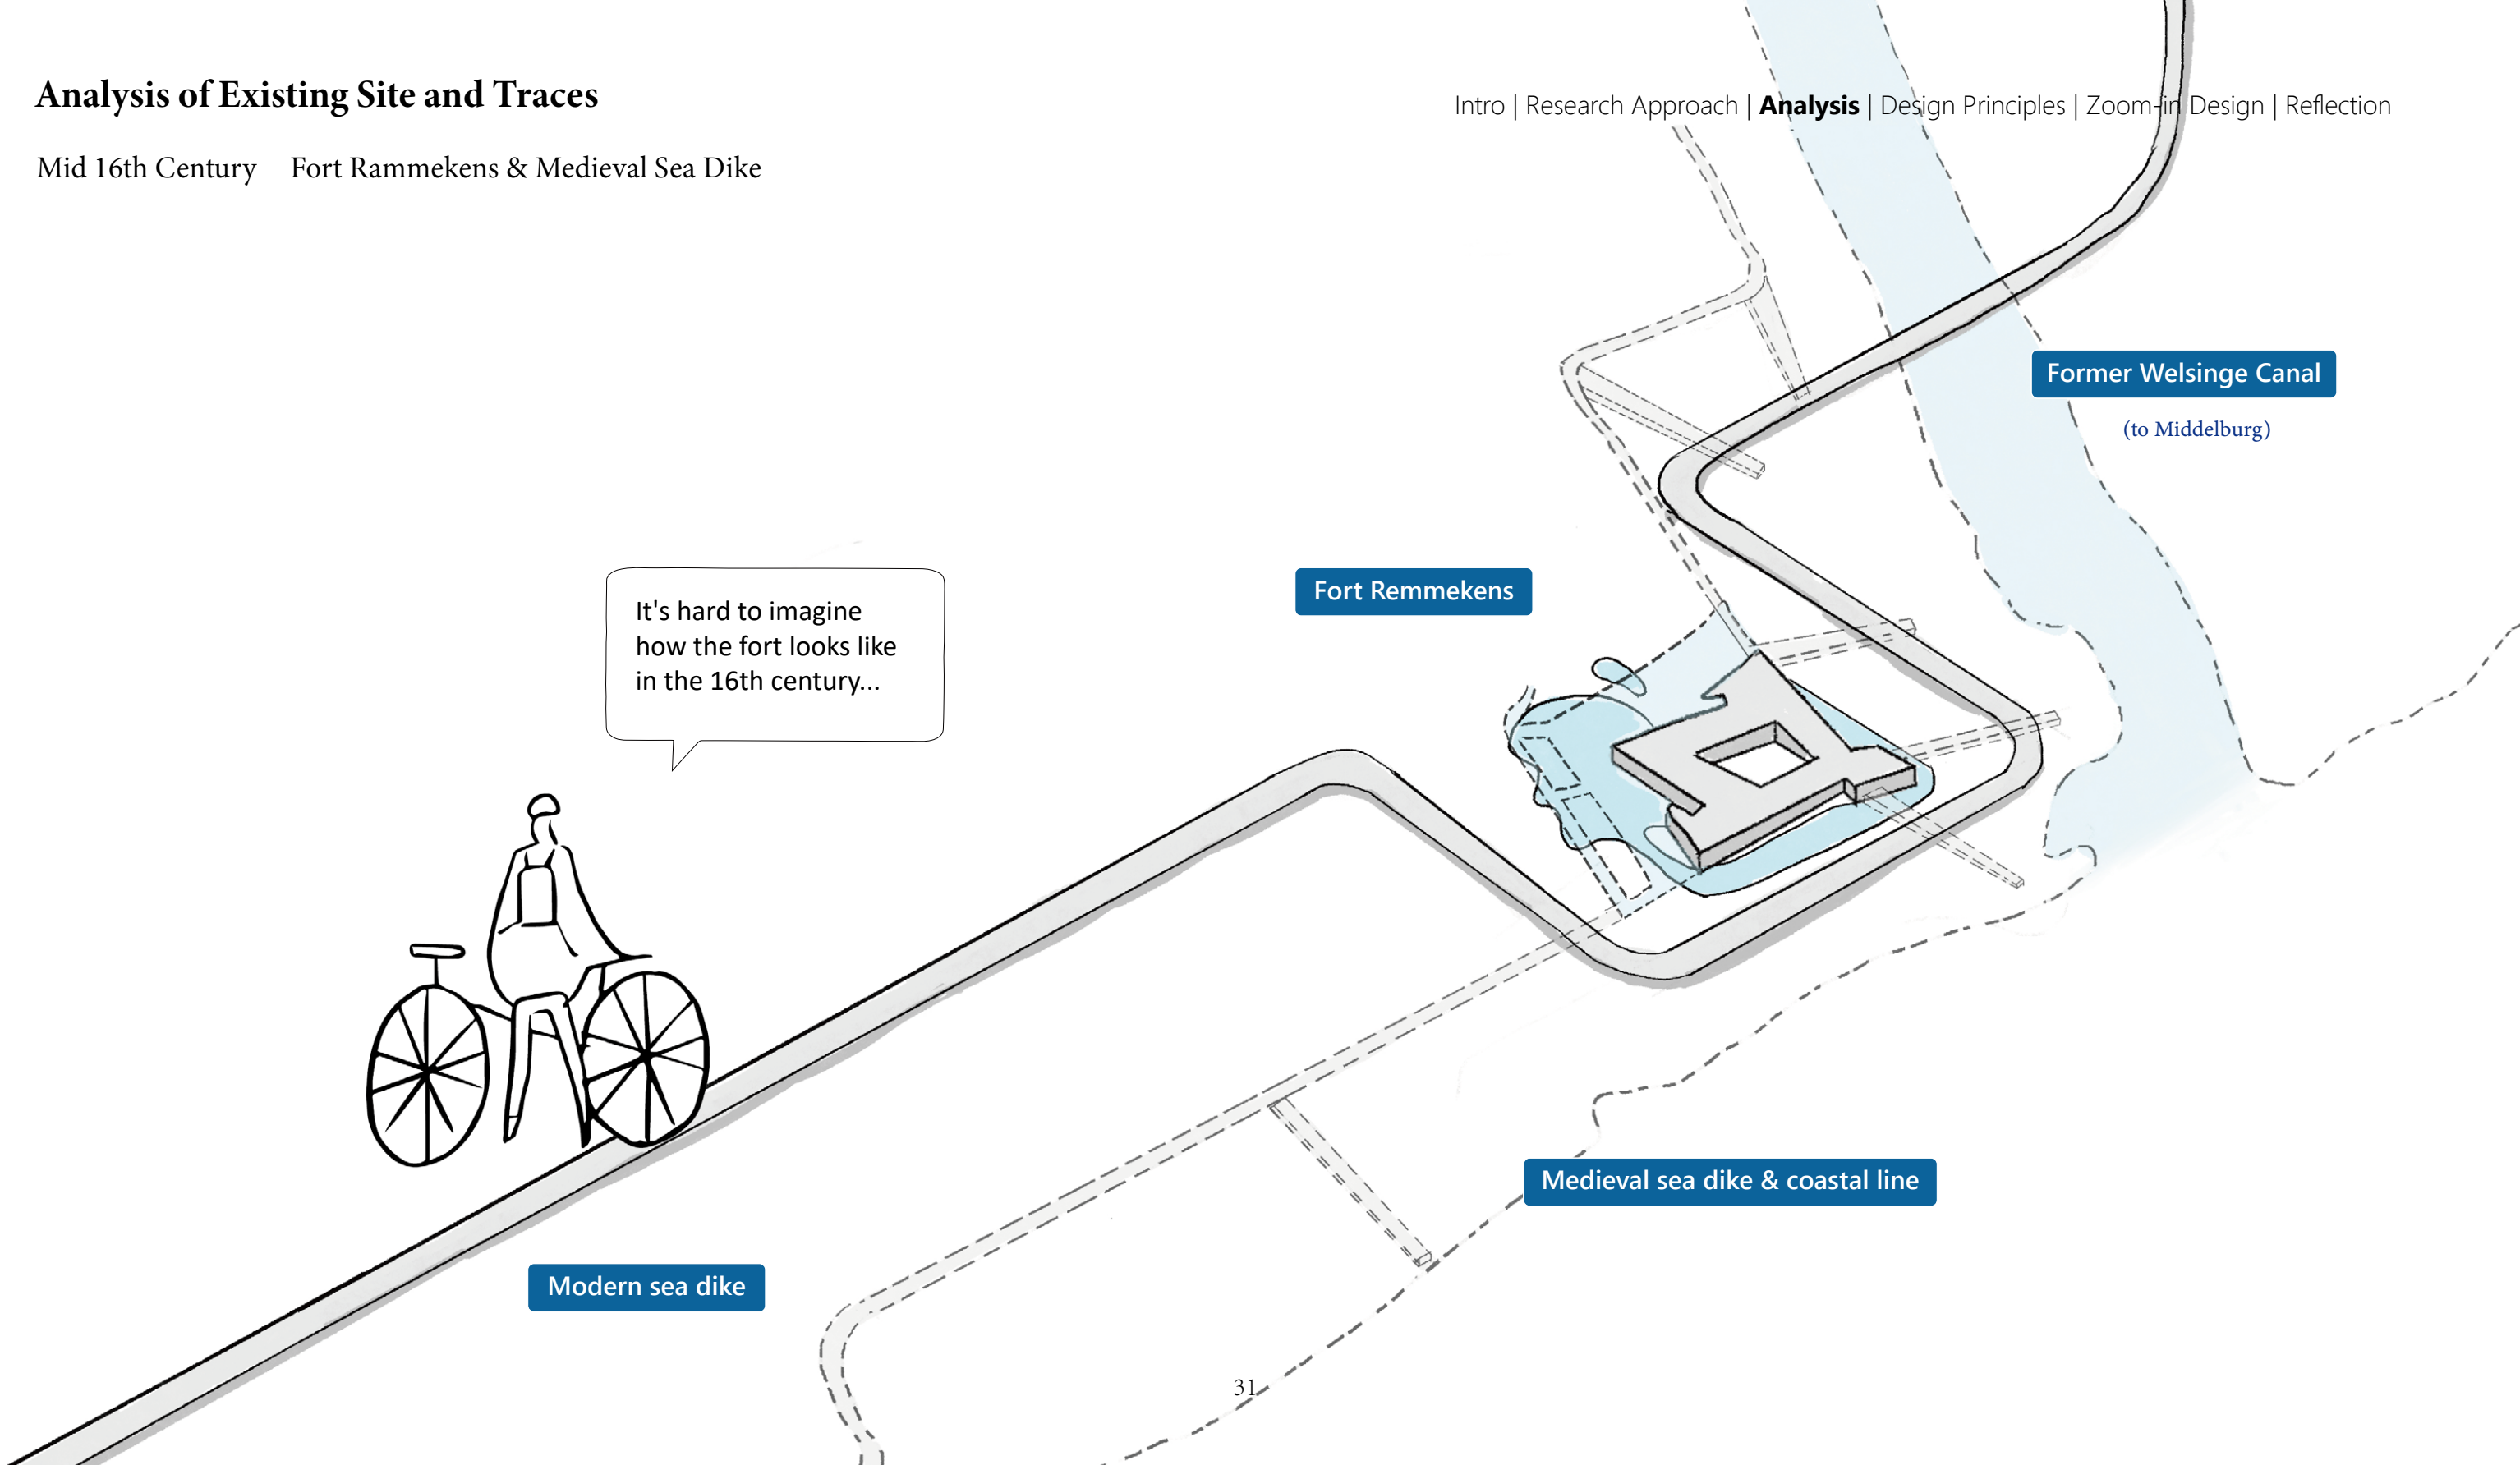 Analysis of Existing Site and Traces
Intro | Research Approach | Analysis | Design Principles | Zoom-in Design | Reflection
Mid 16th Century Fort Rammekens & Medieval Sea Dike
Former Welsinge Canal
(to Middelburg)
Fort Remmekens
It's hard to imagine
how the fort looks like
in the 16th century...
Medieval sea dike & coastal line
Modern sea dike
31